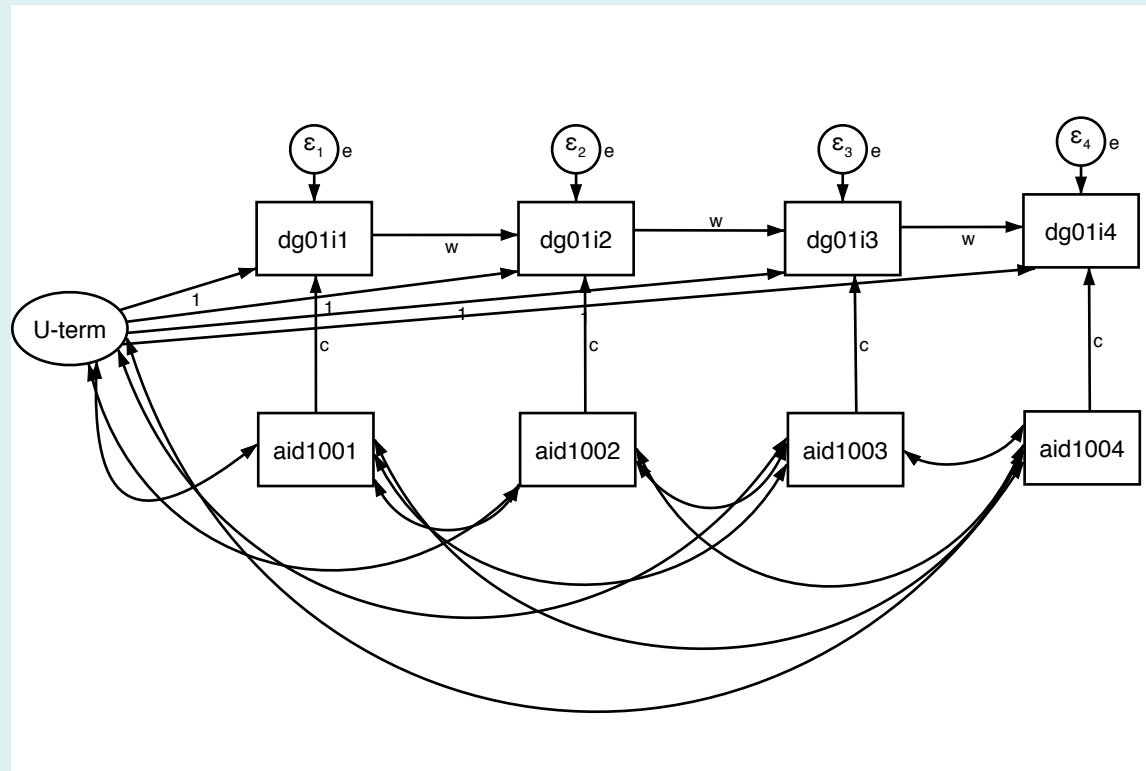 ε1 e
ε2 e
ε3 e
ε4 e
dg01i1
w
dg01i2
w
dg01i3
w
dg01i4
U-term
1
1
1
1
c
c
c
c
aid1001
aid1002
aid1003
aid1004